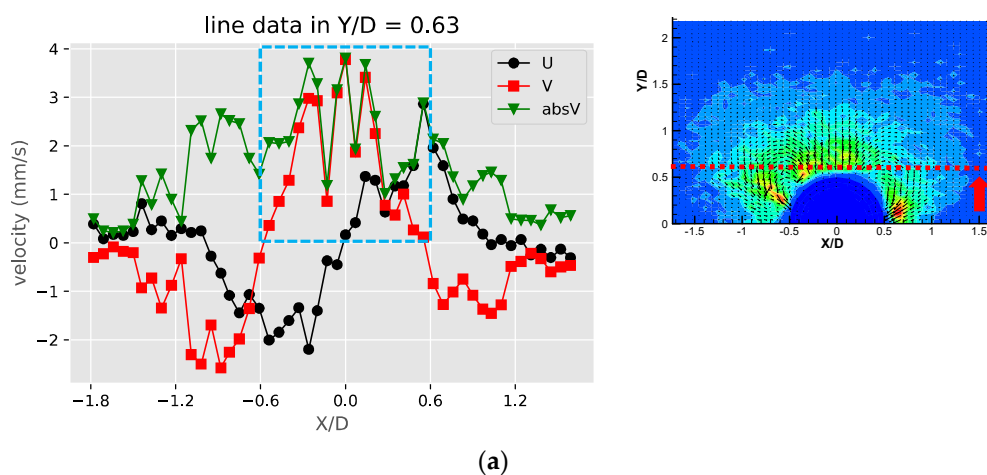 line data in Y/D = 0.63
velocity (mm/s)
4
3
2
1
0
−1
−2
−1.8 −1.2 −0.6 0.0 0.6 1.2
X/D
U
V
absV
Y/D
2
1.5
1
0.5
0
-1.5 -1 -0.5 0 0.5 1 1.5
X/D
(a)